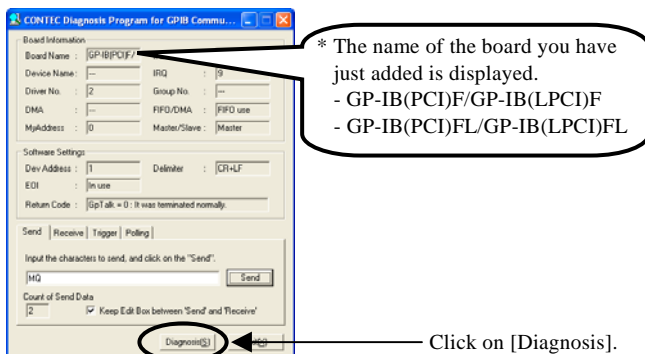 CONTEC Diagnosis Program for GPIB Commu...
Board Information
Board Name : GP-IB(PCI)F/
Device Name: --- IRQ : 9
Driver No. : 2 Group No. : ---
DMA : --- FIFO/DMA : FIFO use
MyAddress : 0 Master/Slave : Master
Software Settings
Dev Address : 1 Delimiter : CR+LF
EOI : In use
Return Code : GpTalk = 0 : It was terminated normally.
Send Receive Trigger Polling
Input the characters to send, and click on the "Send".
MQ Send
Count of Send Data
2 Keep Edit Box between 'Send' and 'Receive'
Diagnosis(S)
* The name of the board you have
just added is displayed.
- GP-IB(PCI)F/GP-IB(LPCI)F
- GP-IB(PCI)FL/GP-IB(LPCI)FL
Click on [Diagnosis].